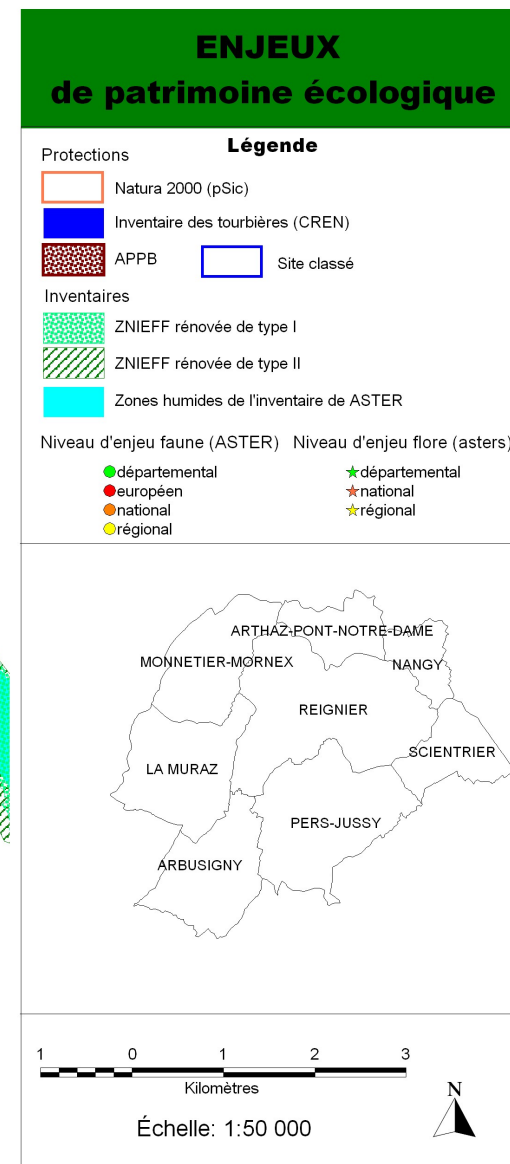 ENJEUX
de patrimoine écologique
Légende
Protections
Natura 2000 (pSic)
Inventaire des tourbières (CREN)
APPB
Site classé
Inventaires
ZNIEFF rénovée de type I
ZNIEFF rénovée de type II
Zones humides de l'inventaire de ASTER
Niveau d'enjeu faune (ASTER) Niveau d'enjeu flore (asters)
départemental départemental
européen national
national régional
régional
ARTHAZ-PONT-NOTRE-DAME
MONNETIER-MORNEX NANGY
REIGNIER
SCIENTRIER
LA MURAZ
PERS-JUSSY
ARBUSIGNY
1 0 1 2 3
Kilomètres
N
Échelle: 1:50 000